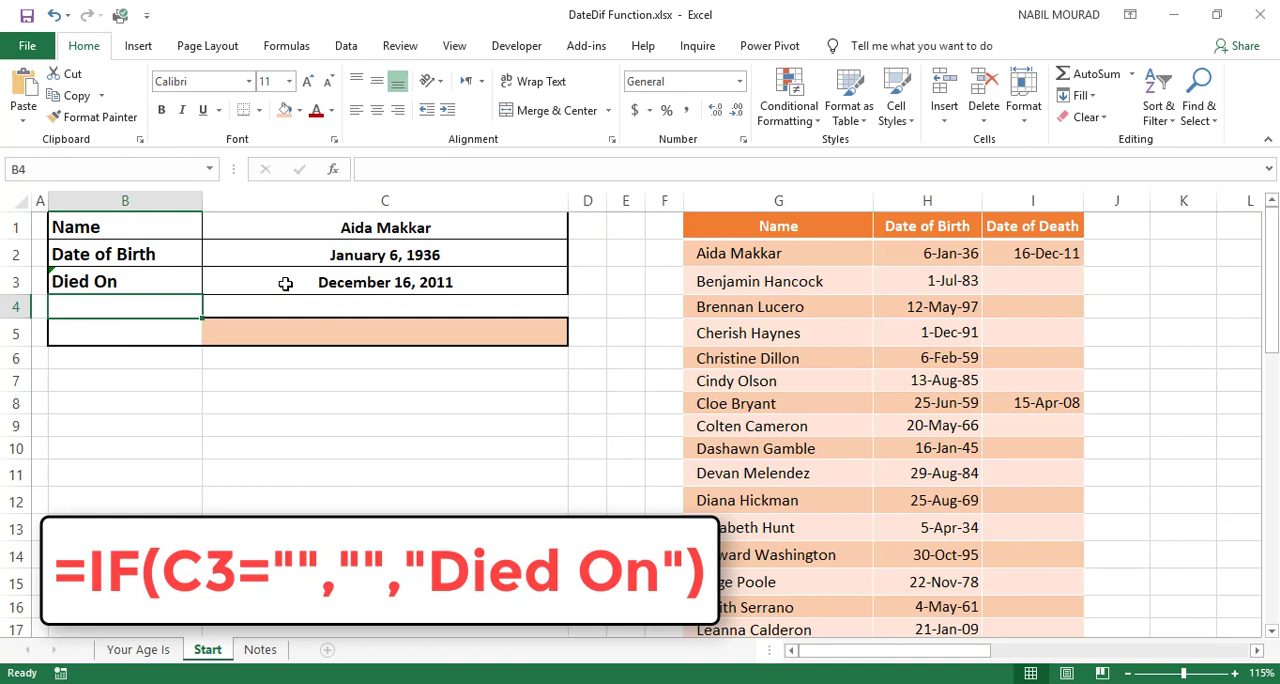 DateDif Function.xlsx - Excel
NABIL MOURAD
File Home Insert Page Layout Formulas Data Review View Developer Add-ins Help Inquire Power Pivot Tell me what you want to do Share
Paste
Cut
Copy
Format Painter
Clipboard
Calibri 11
B I U
Font
Wrap Text
Merge & Center
Alignment
General
$ % ,
Number
Conditional Formatting
Format as Table
Cell Styles
Styles
Insert Delete Format
Cells
AutoSum
Fill
Clear
Sort & Filter
Find & Select
Editing
B4 fx
A B C D E F G H I J K L
1 Name Aida Makkar Name Date of Birth Date of Death
2 Date of Birth January 6, 1936 Aida Makkar 6-Jan-36 16-Dec-11
3 Died On December 16, 2011 Benjamin Hancock 1-Jul-83
4 Brennan Lucero 12-May-97
5 Cherish Haynes 1-Dec-91
6 Christine Dillon 6-Feb-59
7 Cindy Olson 13-Aug-85
8 Cloe Bryant 25-Jun-59 15-Apr-08
9 Colten Cameron 20-May-66
10 Dashawn Gamble 16-Jan-45
11 Devan Melendez 29-Aug-84
12 Diana Hickman 25-Aug-69
13 abeth Hunt 5-Apr-34
14 ward Washington 30-Oct-95
15 ge Poole 22-Nov-78
16 ith Serrano 4-May-61
17 Leanna Calderon 21-Jan-09
=IF(C3="","","Died On")
Your Age Is Start Notes
Ready 115%